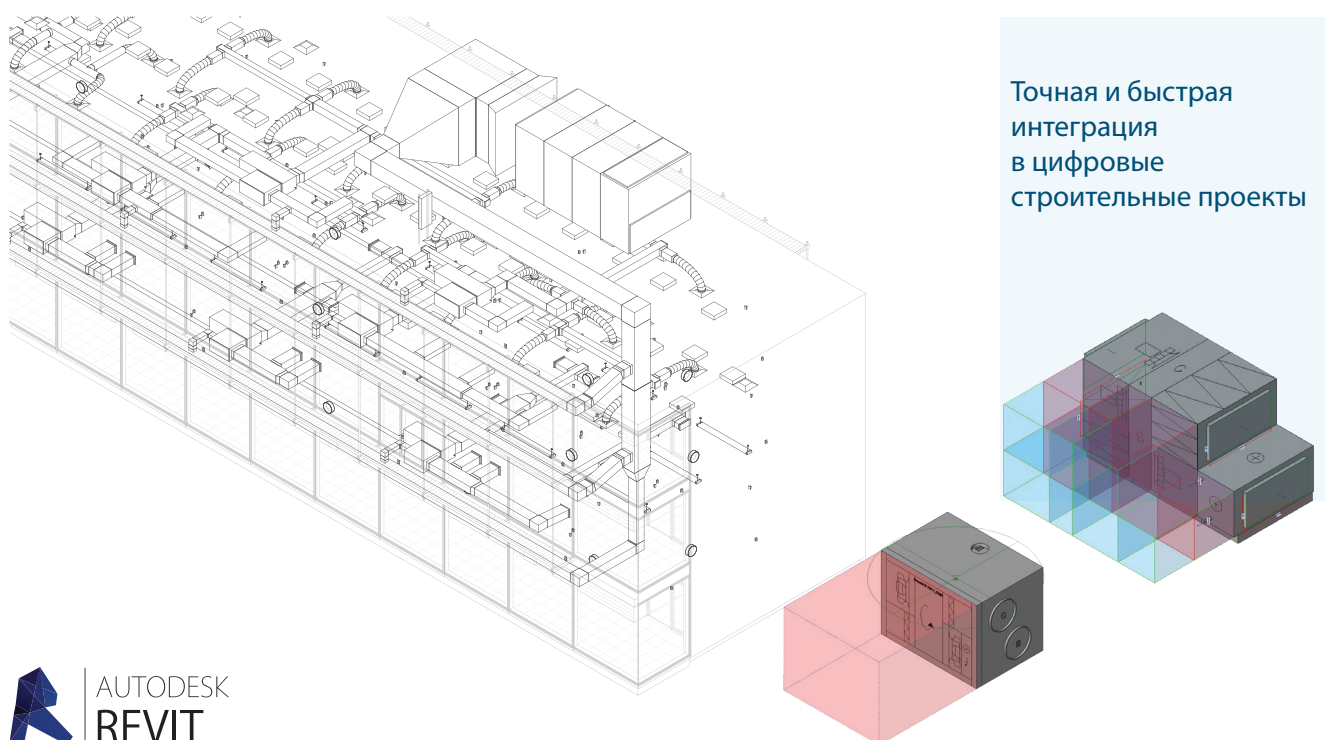 Точная и быстрая
интеграция
в цифровые
строительные проекты
AUTODESK
REVIT